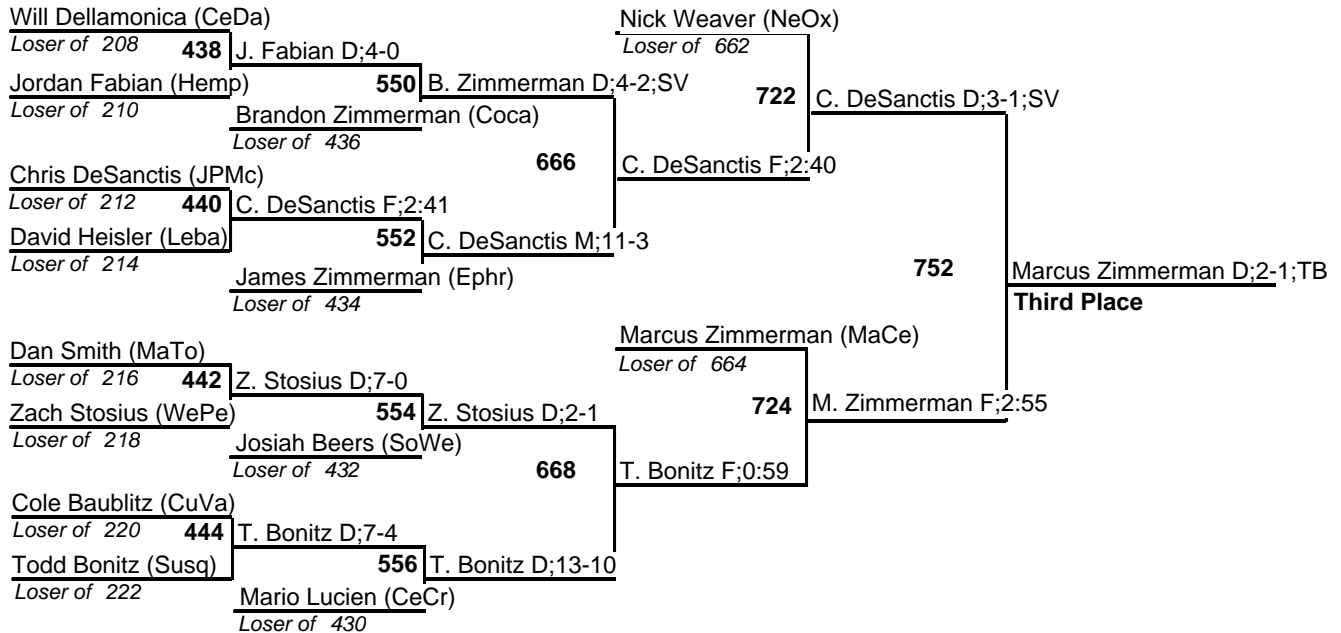 Will Dellamonica (CeDa)
Loser of 208
438
J. Fabian D;4-0
Jordan Fabian (Hemp)
Loser of 210
550
B. Zimmerman D;4-2;SV
Brandon Zimmerman (Coca)
Loser of 436
666
C. DeSanctis F;2:40
Chris DeSanctis (JPMc)
Loser of 212
440
C. DeSanctis F;2:41
David Heisler (Leba)
Loser of 214
552
C. DeSanctis M;11-3
James Zimmerman (Ephr)
Loser of 434
Nick Weaver (NeOx)
Loser of 662
722
C. DeSanctis D;3-1;SV
752
Marcus Zimmerman D;2-1;TB
Third Place
Dan Smith (MaTo)
Loser of 216
442
Z. Stosius D;7-0
Zach Stosius (WePe)
Loser of 218
554
Z. Stosius D;2-1
Josiah Beers (SoWe)
Loser of 432
668
T. Bonitz F;0:59
Cole Baublitz (CuVa)
Loser of 220
444
T. Bonitz D;7-4
Todd Bonitz (Susq)
Loser of 222
556
T. Bonitz D;13-10
Mario Lucien (CeCr)
Loser of 430
Marcus Zimmerman (MaCe)
Loser of 664
724
M. Zimmerman F;2:55